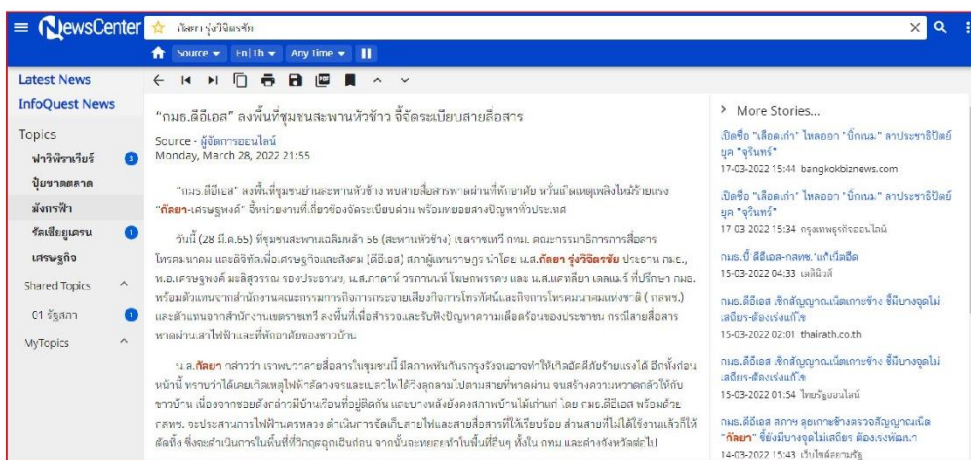 NewsCenter
กัลยา รุ่งวิจิตรชัย
Source
En|Th
Any Time
Latest News
InfoQuest News
Topics
ฟาวิพิราเวียร์ 3
ปุ๋ยขาดตลาด
มังกรฟ้า
รัสเซียยูเครน 1
เศรษฐกิจ
Shared Topics
01 รัฐสภา 1
MyTopics
"กมธ.ดีอีเอส" ลงพื้นที่ชุมชนสะพานหัวช้าง จี้จัดระเบียบสายสื่อสาร
Source - ผู้จัดการออนไลน์
Monday, March 28, 2022 21:55
"กมธ.ดีอีเอส" ลงพื้นที่ชุมชนย่านสะพานหัวช้าง พบสายสื่อสารพาดผ่านที่พักอาศัย หวั่นเกิดเหตุเพลิงไหม้ร้ายแรง
"กัลยา-เศรษฐพงค์" จี้หน่วยงานที่เกี่ยวข้องจัดระเบียบด่วน พร้อมทยอยสางปัญหาทั่วประเทศ
วันนี้ (28 มี.ค.65) ที่ชุมชนสะพานเฉลิมหล้า 56 (สะพานหัวช้าง) เขตราชเทวี กทม. คณะกรรมาธิการการสื่อสาร
โทรคมนาคม และดิจิทัลเพื่อเศรษฐกิจและสังคม (ดีอีเอส) สภาผู้แทนราษฎร นำโดย น.ส.กัลยา รุ่งวิจิตรชัย ประธาน กมธ.,
พ.อ.เศรษฐพงค์ มะลิสุวรรณ รองประธานฯ, น.ส.ภาดาท์ วรกานนท์ โฆษกพรรคฯ และ น.ส.แคทลียา เคลแมร์ ที่ปรึกษา กมธ.
พร้อมตัวแทนจากสำนักงานคณะกรรมการกิจการกระจายเสียงกิจการโทรทัศน์และกิจการโทรคมนาคมแห่งชาติ ( กสทช.)
และตัวแทนจากสำนักงานเขตราชเทวี ลงพื้นที่เพื่อสำรวจและรับฟังปัญหาความเดือดร้อนของประชาชน กรณีสายสื่อสาร
พาดผ่านเสาไฟฟ้าและที่พักอาศัยของชาวบ้าน
น.ส.กัลยา กล่าวว่า เราพบว่าสายสื่อสารในชุมชนนี้ มีสภาพพันกันรกรุงรังจนอาจทำให้เกิดอัคคีภัยร้ายแรงได้ อีกทั้งก่อน
หน้านี้ ทราบว่าได้เคยเกิดเหตุไฟฟ้าลัดวงจรและเปลวไฟได้วิ่งลุกลามไปตามสายที่พาดผ่าน จนสร้างความหวาดกลัวให้กับ
ชาวบ้าน เนื่องจากซอยดังกล่าวมีบ้านเรือนที่อยู่ติดกัน และบางหลังยังคงสภาพบ้านไม้เก่าแก่ โดย กมธ.ดีอีเอส พร้อมด้วย
กสทช. จะประสานการไฟฟ้านครหลวง ดำเนินการจัดเก็บสายไฟและสายสื่อสารที่ให้เรียบร้อย ส่วนสายที่ไม่ได้ใช้งานแล้วก็ให้
ตัดทิ้ง ซึ่งจะดำเนินการในพื้นที่ที่วิกฤตฉุกเฉินก่อน จากนั้นจะทยอยทำในพื้นที่อื่นๆ ทั้งใน กทม.และต่างจังหวัดต่อไป
More Stories...
เปิดชื่อ "เลือดเก่า" ไหลออก "บิ๊กเนม" ลาประชาธิปัตย์
ยุค "จุรินทร์"
17-03-2022 15:44 bangkokbiznews.com
เปิดชื่อ "เลือดเก่า" ไหลออก "บิ๊กเนม" ลาประชาธิปัตย์
ยุค "จุรินทร์"
17-03-2022 15:34 กรุงเทพธุรกิจออนไลน์
กมธ.บี้ ดีอีเอส-กสทช.'แก้เน็ตอืด
15-03-2022 04:33 เดลินิวส์
กมธ.ดีอีเอส เช็กสัญญาณเน็ตเกาะช้าง ชี้มีบางจุดไม่
เสถียร-ต้องเร่งแก้ไข
15-03-2022 02:01 thairath.co.th
กมธ.ดีอีเอส เช็กสัญญาณเน็ตเกาะช้าง ชี้มีบางจุดไม่
เสถียร-ต้องเร่งแก้ไข
15-03-2022 01:54 ไทยรัฐออนไลน์
กมธ.ดีอีเอส สภาฯ ลุยเกาะช้างตรวจสัญญาณเน็ต
"กัลยา" ชี้ยังมีบางจุดไม่เสถียร ต้องเร่งพัฒนา
14-03-2022 15:43 เว็บไซต์สยามรัฐ